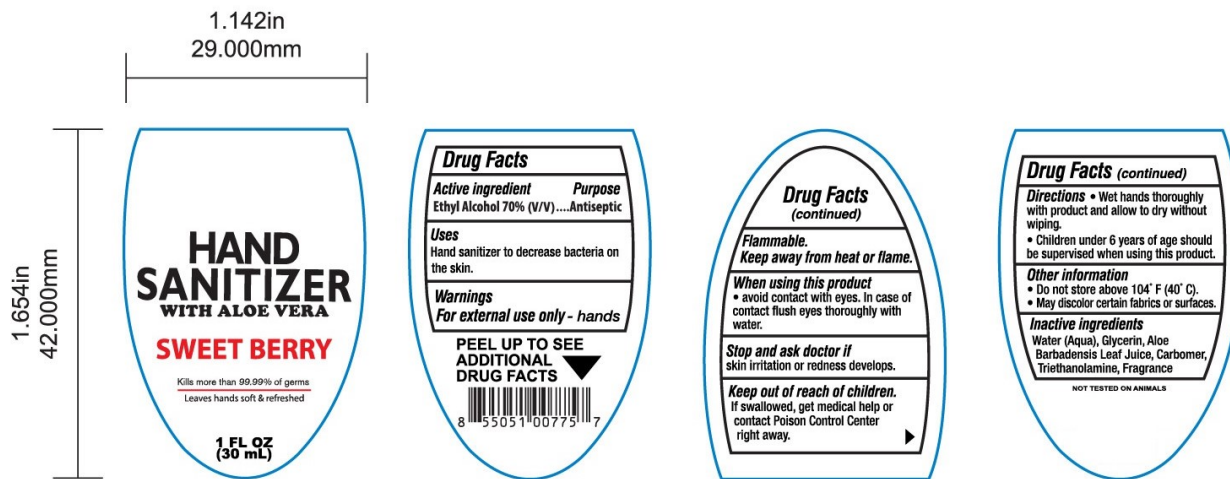 1.142in
29.000mm
1.654in
42.000mm
HAND
SANITIZER
WITH ALOE VERA
SWEET BERRY
Kills more than 99.99% of germs
Leaves hands soft & refreshed
1 FL OZ
(30 mL)
Drug Facts
Active ingredient Purpose
Ethyl Alcohol 70% (V/V)....Antiseptic
Uses
Hand sanitizer to decrease bacteria on
the skin.
Warnings
For external use only - hands
PEEL UP TO SEE
ADDITIONAL
DRUG FACTS
8 55051 00775 7
Drug Facts
(continued)
Flammable.
Keep away from heat or flame.
When using this product
• avoid contact with eyes. In case of
contact flush eyes thoroughly with
water.
Stop and ask doctor if
skin irritation or redness develops.
Keep out of reach of children.
If swallowed, get medical help or
contact Poison Control Center
right away.
Drug Facts (continued)
Directions • Wet hands thoroughly
with product and allow to dry without
wiping.
• Children under 6 years of age should
be supervised when using this product.
Other information
• Do not store above 104° F (40° C).
• May discolor certain fabrics or surfaces.
Inactive ingredients
Water (Aqua), Glycerin, Aloe
Barbadensis Leaf Juice, Carbomer,
Triethanolamine, Fragrance
NOT TESTED ON ANIMALS